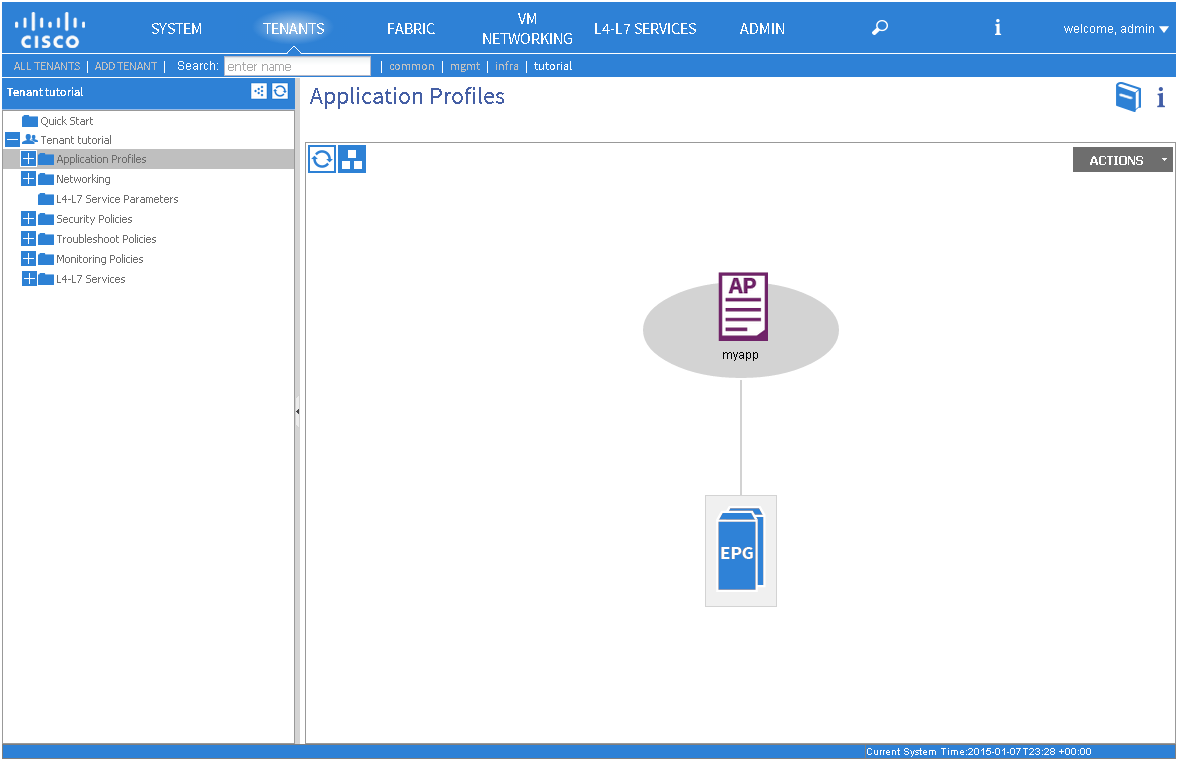 CISCO
SYSTEM
TENANTS
FABRIC
VM
NETWORKING
L4-L7 SERVICES
ADMIN
i
welcome, admin
ALL TENANTS | ADD TENANT | Search: enter name | common | mgmt | infra | tutorial
Tenant tutorial
Quick Start
Tenant tutorial
Application Profiles
Networking
L4-L7 Service Parameters
Security Policies
Troubleshoot Policies
Monitoring Policies
L4-L7 Services
Application Profiles
i
ACTIONS
AP
myapp
EPG
Current System Time:2015-01-07T23:28 +00:00